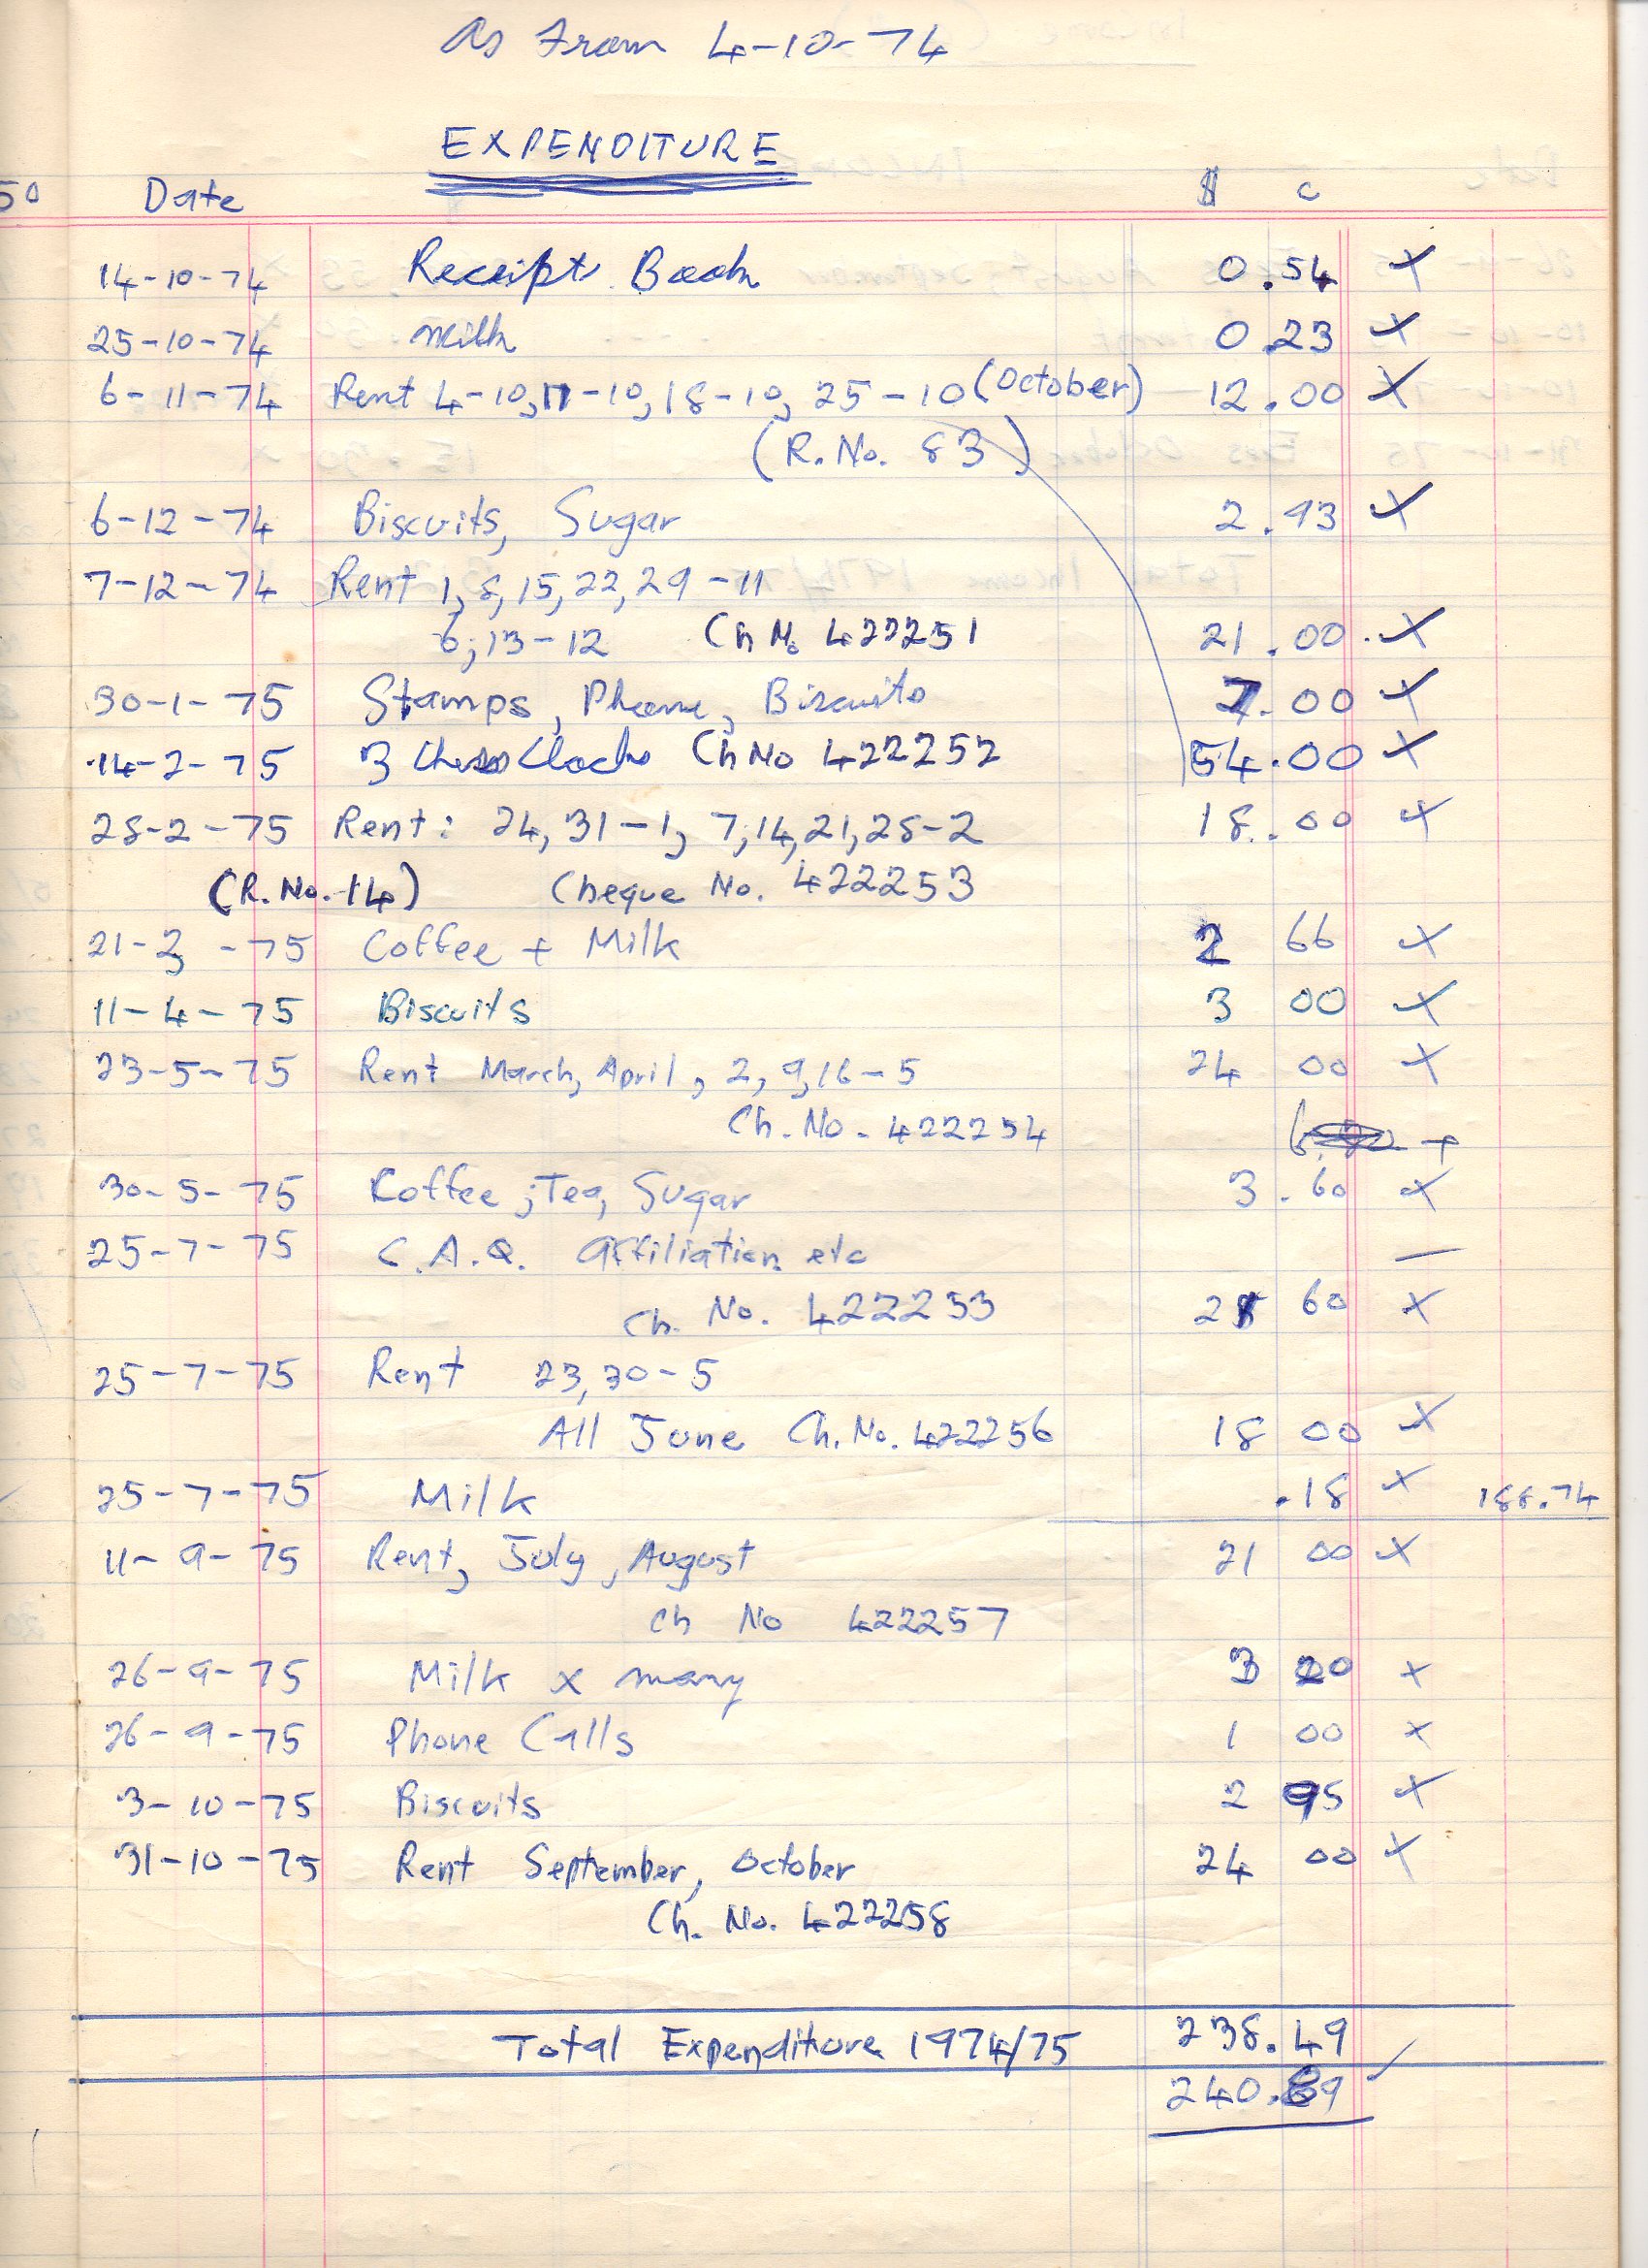 As From 4-10-74
EXPENDITURE
50 Date $ c
14-10-74 Receipt Book 0.54 X
25-10-74 Milk 0.23 X
6-11-74 Rent 4-10, 11-10, 18-10, 25-10 (October) 12.00 X
(R.No. 83)
6-12-74 Biscuits, Sugar 2.93 X
7-12-74 Rent 1, 8, 15, 22, 29-11
6, 13-12 Ch No 422251 21.00 X
30-1-75 Stamps, Phone, Biscuits 7.00 X
14-2-75 3 Chess Clocks Ch No 422252 54.00 X
28-2-75 Rent: 24, 31-1, 7, 14, 21, 28-2 18.00 X
(R.No.14) Cheque No. 422253
21-3-75 Coffee + Milk 2 66 X
11-4-75 Biscuits 3 00 X
23-5-75 Rent March, April, 2, 9, 16-5 24 00 X
Ch. No. 422254
30-5-75 Koffee, Tea, Sugar 3.60 X
25-7-75 C.A.Q. Affiliation etc —
Ch. No. 422253 60 X
25-7-75 Rent 23, 30-5
All June Ch. No. 422256 18 00 X
25-7-75 Milk .18 X 188.74
11-9-75 Rent, July, August 21 00 X
Ch No 422257
26-9-75 Milk x many 3 20 X
26-9-75 Phone Calls 1 00 X
3-10-75 Biscuits 2 95 X
31-10-75 Rent September, October 24 00 X
Ch. No. 422258
Total Expenditure 1974/75 238.49
240.89